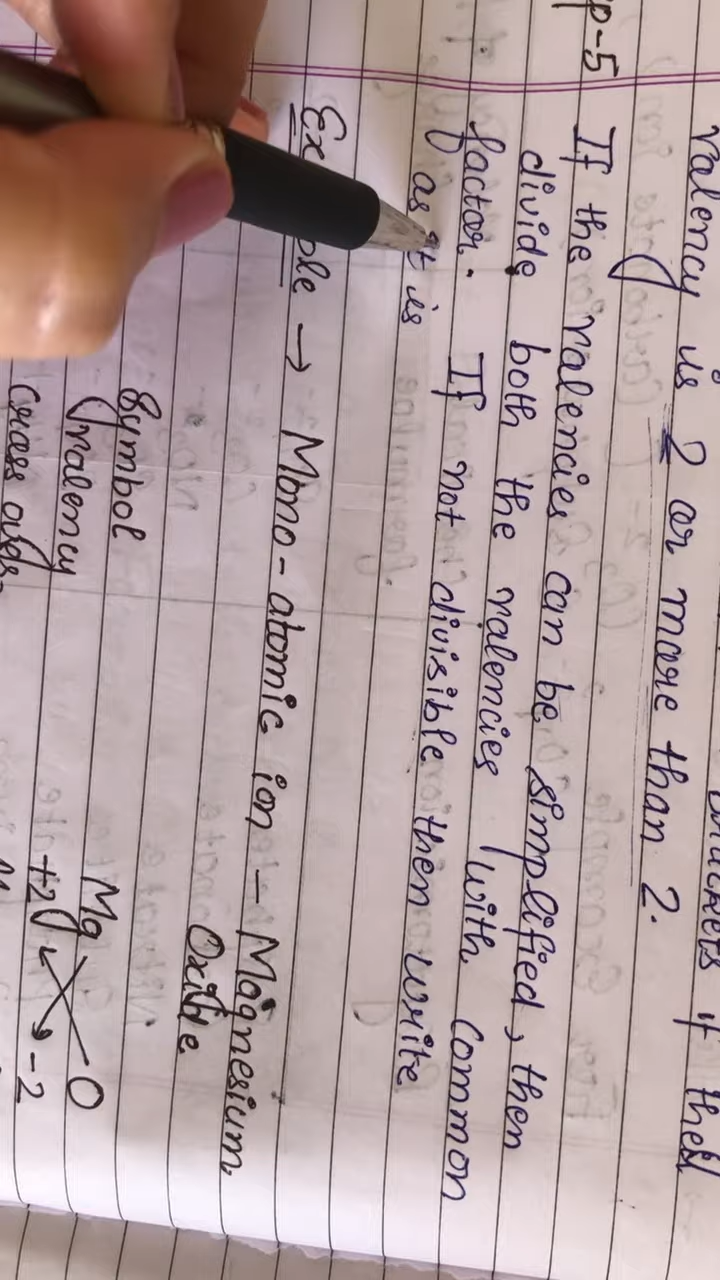 brackets if the
valency is 2 or more than 2.
p-5 If the valencies can be simplified, then
divide both the valencies with common
factor. If not divisible then write
as it is
Example → Mono-atomic ion - Magnesium
Oxide
Symbol Mg O
Valency +2 -2